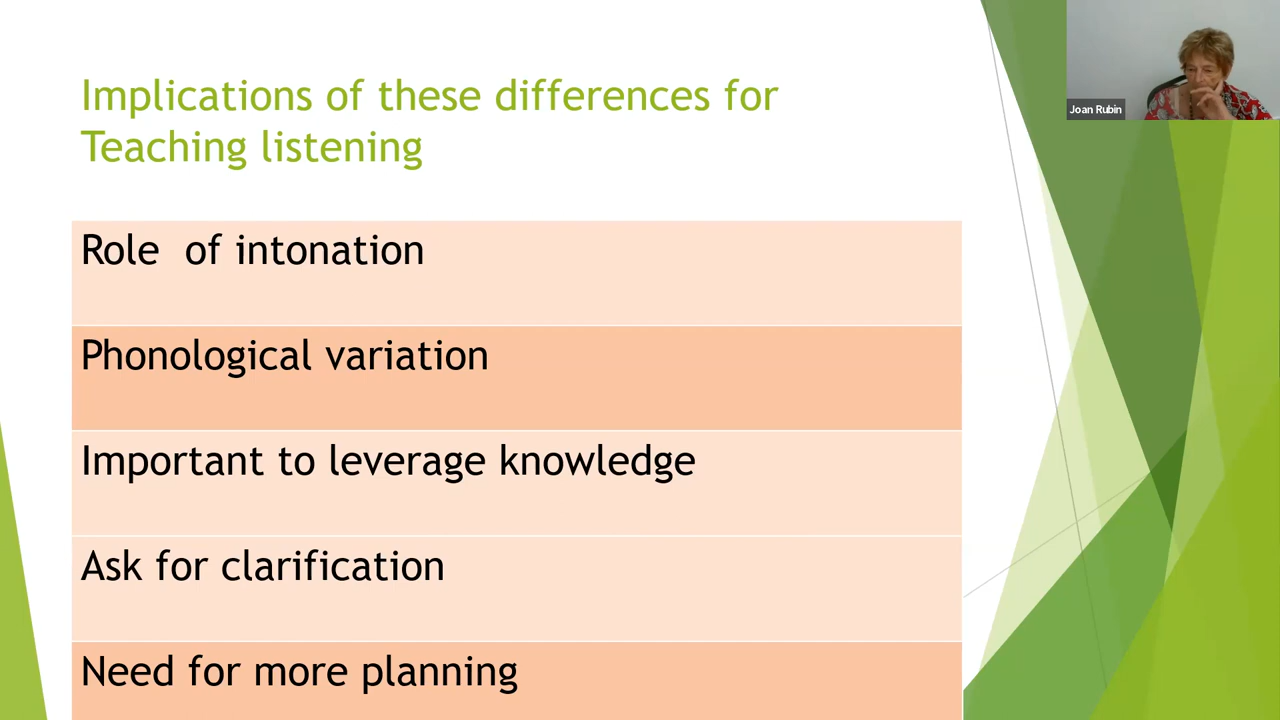 Implications of these differences for
Teaching listening
Joan Rubin
Role of intonation
Phonological variation
Important to leverage knowledge
Ask for clarification
Need for more planning